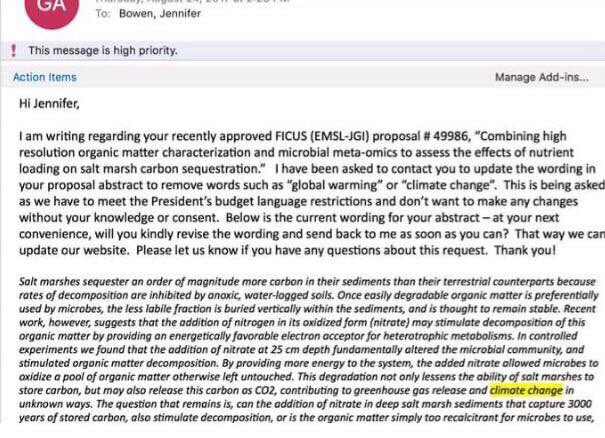 GA
To: Bowen, Jennifer
! This message is high priority.
Action Items Manage Add-ins...
Hi Jennifer,
I am writing regarding your recently approved FICUS (EMSL-JGI) proposal # 49986, "Combining high
resolution organic matter characterization and microbial meta-omics to assess the effects of nutrient
loading on salt marsh carbon sequestration." I have been asked to contact you to update the wording in
your proposal abstract to remove words such as "global warming" or "climate change". This is being asked
as we have to meet the President's budget language restrictions and don't want to make any changes
without your knowledge or consent. Below is the current wording for your abstract – at your next
convenience, will you kindly revise the wording and send back to me as soon as you can? That way we can
update our website. Please let us know if you have any questions about this request. Thank you!
Salt marshes sequester an order of magnitude more carbon in their sediments than their terrestrial counterparts because
rates of decomposition are inhibited by anoxic, water-logged soils. Once easily degradable organic matter is preferentially
used by microbes, the less labile fraction is buried vertically within the sediments, and is thought to remain stable. Recent
work, however, suggests that the addition of nitrogen in its oxidized form (nitrate) may stimulate decomposition of this
organic matter by providing an energetically favorable electron acceptor for heterotrophic metabolisms. In controlled
experiments we found that the addition of nitrate at 25 cm depth fundamentally altered the microbial community, and
stimulated organic matter decomposition. By providing more energy to the system, the added nitrate allowed microbes to
oxidize a pool of organic matter otherwise left untouched. This degradation not only lessens the ability of salt marshes to
store carbon, but may also release this carbon as CO2, contributing to greenhouse gas release and climate change in
unknown ways. The question that remains is, can the addition of nitrate in deep salt marsh sediments that capture 3000
years of stored carbon, also stimulate decomposition, or is the organic matter simply too recalcitrant for microbes to use,